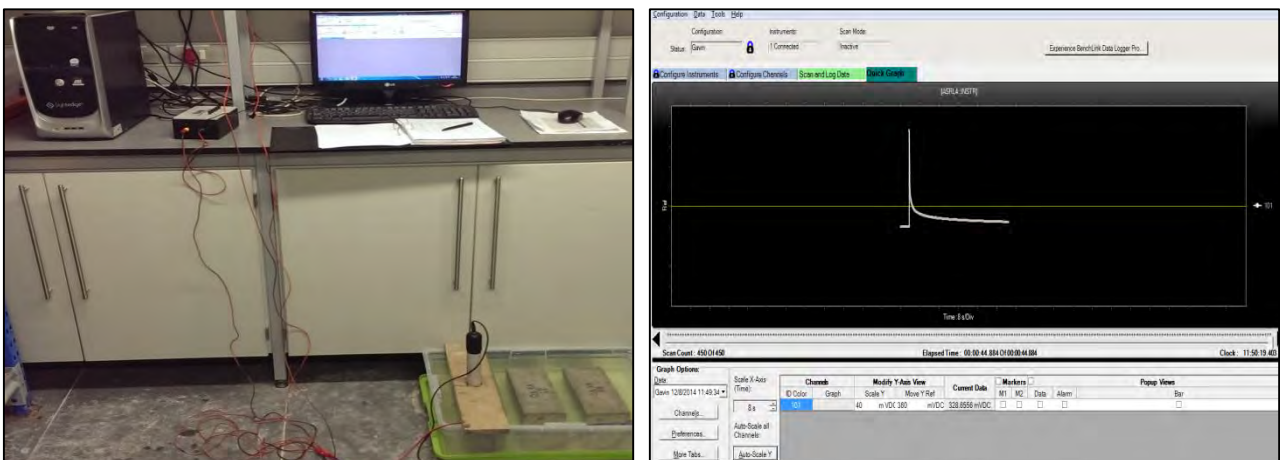 Configuration Data Tools Help
Configuration: Instruments: Scan Mode:
Status: Gavin 1 Connected Inactive
Experience BenchLink Data Logger Pro...
Configure Instruments Configure Channels Scan and Log Data Quick Graph
[ASRL4::INSTR]
101
Time: 8 s/Div
Scan Count: 450 Of 450 Elapsed Time: 00:00:44.884 Of 00:00:44.884 Clock: 11:50:19.403
Graph Options:
Data
Gavin 12/8/2014 11:49:34
Channels...
Preferences...
More Tabs...
Scale X-Axis
(Time):
8 s
Auto-Scale all
Channels:
Auto-Scale Y
Channels Modify Y-Axis View Current Data Markers Popup Views
ID Color Graph Scale Y Move Y Ref M1 M2 Data Alarm Bar
40 mVDC 380 mVDC 328.6556 mVDC